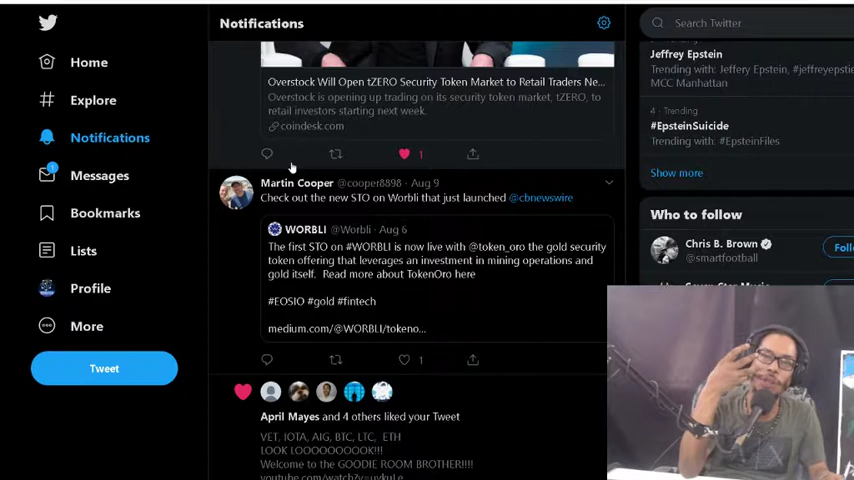 Home
Explore
Notifications
1
Messages
Bookmarks
Lists
Profile
More
Tweet
Notifications
Overstock Will Open tZERO Security Token Market to Retail Traders Ne...
Overstock is opening up trading on its security token market, tZERO, to
retail investors starting next week.
coindesk.com
1
Martin Cooper @cooper8898 · Aug 9
Check out the new STO on Worbli that just launched @cbnewswire
WORBLI @Worbli · Aug 6
The first STO on #WORBLI is now live with @token_oro the gold security
token offering that leverages an investment in mining operations and
gold itself.  Read more about TokenOro here
#EOSIO #gold #fintech
medium.com/@WORBLI/tokeno...
1
April Mayes and 4 others liked your Tweet
VET, IOTA, AIG, BTC, LTC,  ETH
LOOK LOOOOOOOOK!!!
Welcome to the GOODIE ROOM BROTHER!!!!
Search Twitter
Jeffrey Epstein
Trending with: Jeffery Epstein, #jeffreyepstie
MCC Manhattan
4 · Trending
#EpsteinSuicide
Trending with: #EpsteinFiles
Show more
Who to follow
Chris B. Brown
@smartfootball
Follo